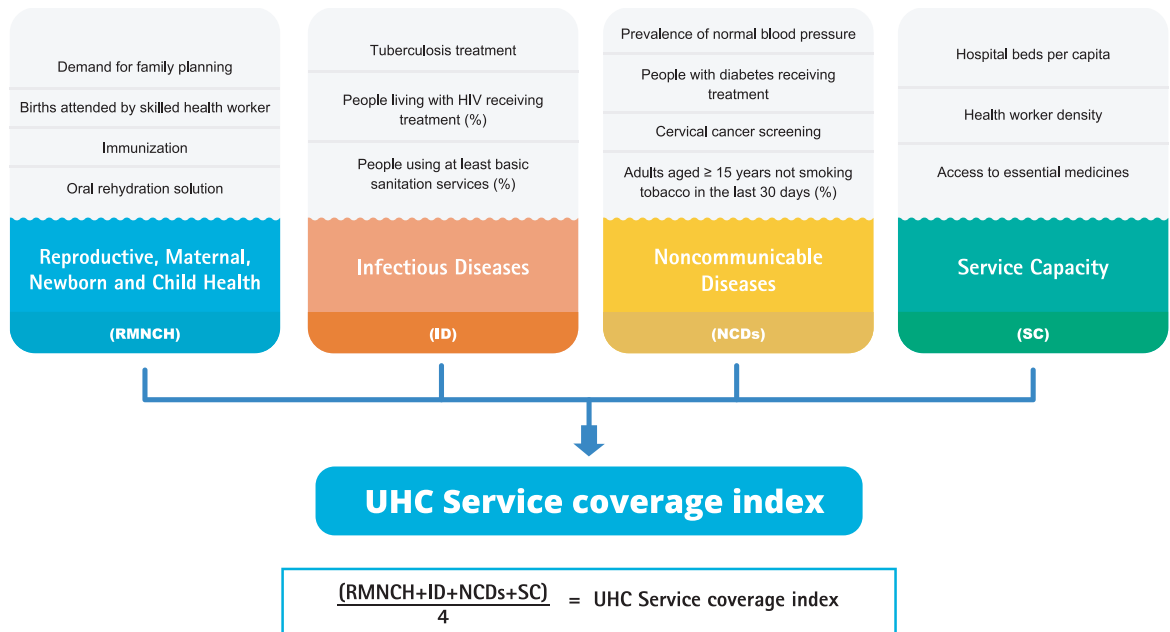 Demand for family planning
Births attended by skilled health worker
Immunization
Oral rehydration solution
Reproductive, Maternal,
Newborn and Child Health
(RMNCH)
Tuberculosis treatment
People living with HIV receiving
treatment (%)
People using at least basic
sanitation services (%)
Infectious Diseases
(ID)
Prevalence of normal blood pressure
People with diabetes receiving
treatment
Cervical cancer screening
Adults aged ≥ 15 years not smoking
tobacco in the last 30 days (%)
Noncommunicable
Diseases
(NCDs)
Hospital beds per capita
Health worker density
Access to essential medicines
Service Capacity
(SC)
UHC Service coverage index
(RMNCH+ID+NCDs+SC)
4
= UHC Service coverage index